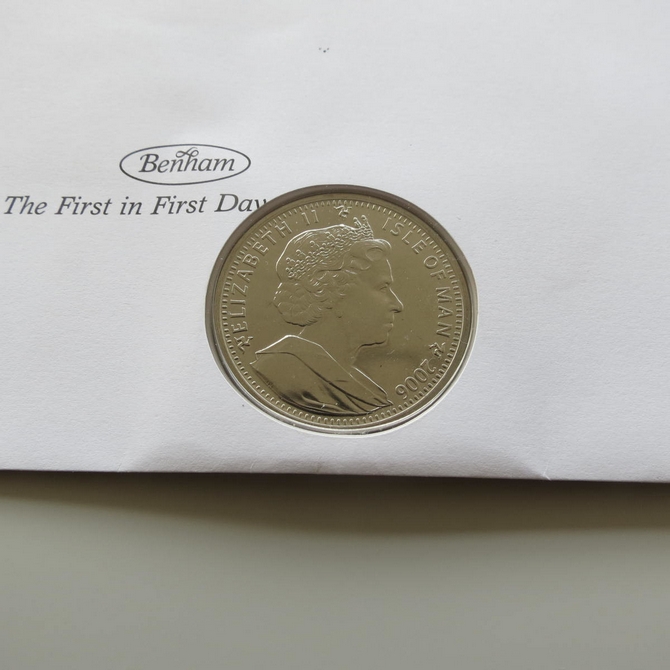 Benham
The First in First Day
ELIZABETH II
ISLE OF MAN
2006